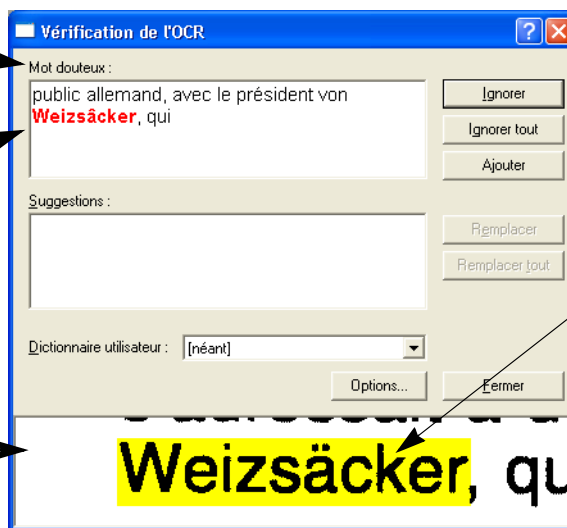 Vérification de l'OCR
Mot douteux :
public allemand, avec le président von
Weizsâcker, qui
Ignorer
Ignorer tout
Ajouter
Suggestions :
Remplacer
Remplacer tout
Dictionnaire utilisateur : [néant]
Options...
Fermer
Weizsäcker, qu